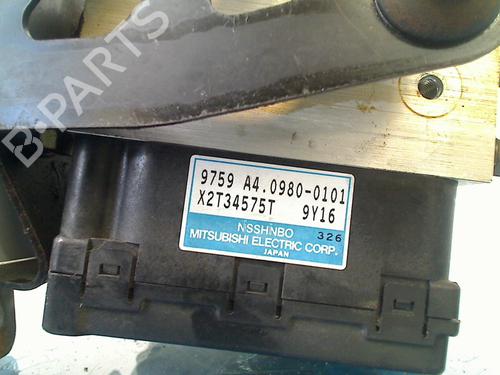 B-PARTS
9759 A4.0980-0101
X2T34575T 9Y16
NSSHNBO 326
MITSUBISHI ELECTRIC CORP.
JAPAN